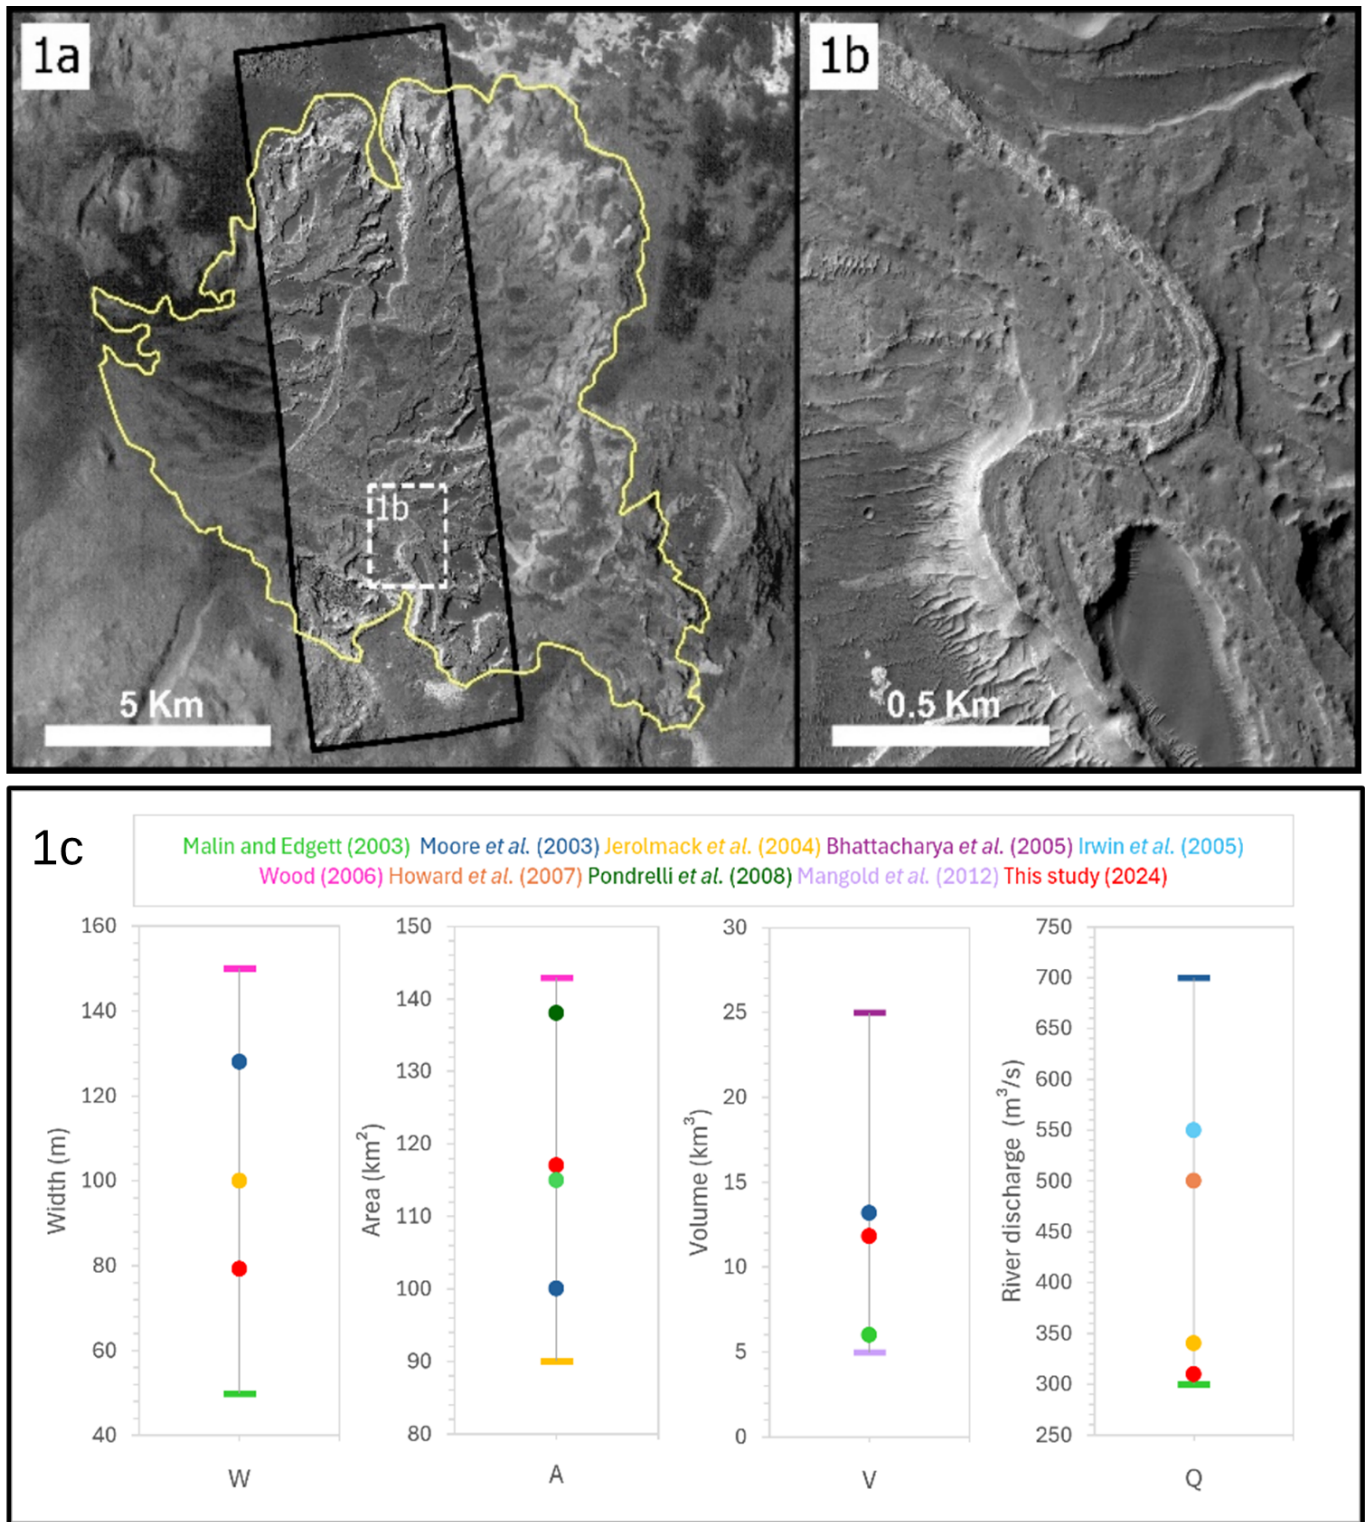 1a
1b
1b
5 Km
0.5 Km
1c
Malin and Edgett (2003) Moore et al. (2003) Jerolmack et al. (2004) Bhattacharya et al. (2005) Irwin et al. (2005)
Wood (2006) Howard et al. (2007) Pondrelli et al. (2008) Mangold et al. (2012) This study (2024)
Width (m)
160
140
120
100
80
60
40
W
Area (km²)
150
140
130
120
110
100
90
80
A
Volume (km³)
30
25
20
15
10
5
0
V
River discharge (m³/s)
750
700
650
600
550
500
450
400
350
300
250
Q